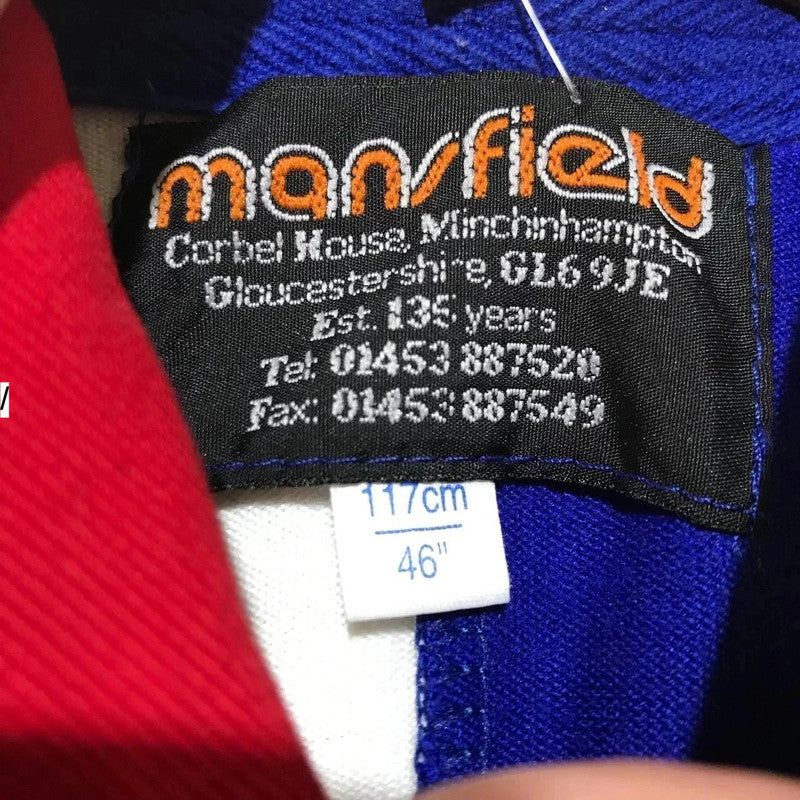 mansfield
Corbel House, Minchinhampton
Gloucestershire, GL6 9JE
Est. 135 years
Tel: 01453 887520
Fax: 01453 887549
117cm
46"